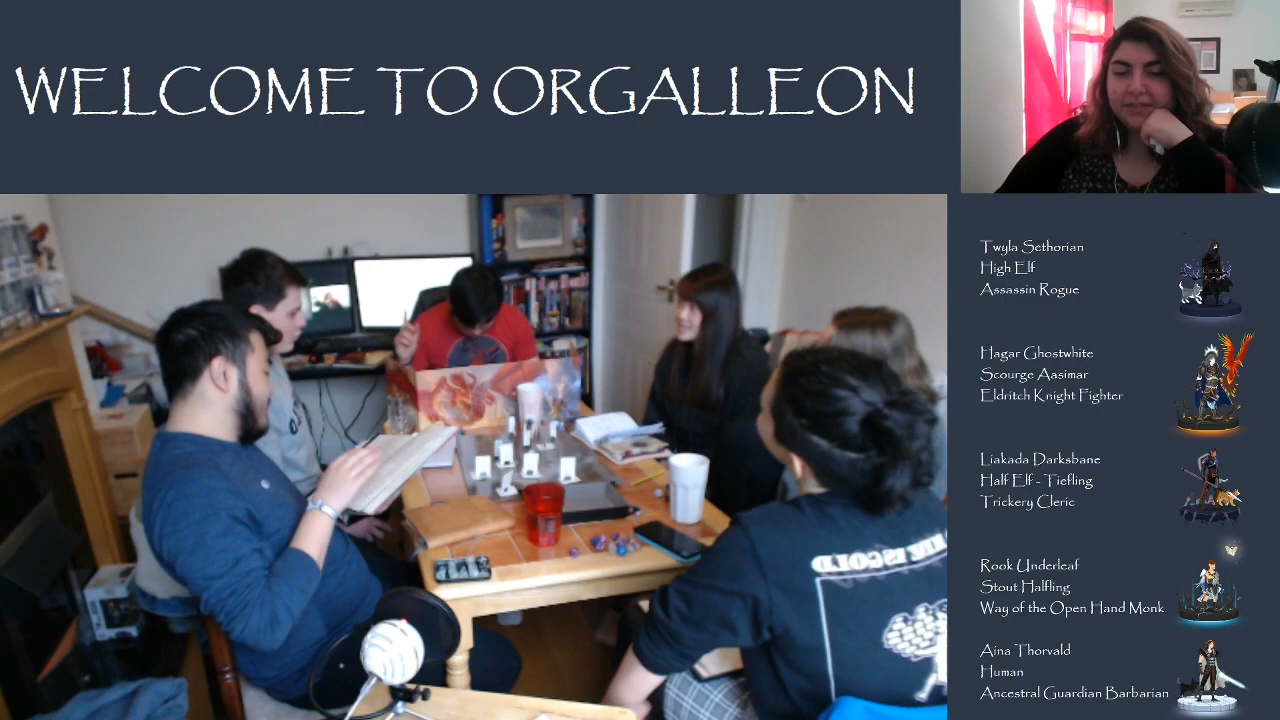 WELCOME TO ORGALLEON
Twyla Sethorian
High Elf
Assassin Rogue
Hagar Ghostwhite
Scourge Aasimar
Eldritch Knight Fighter
Liakada Darksbane
Half Elf - Tiefling
Trickery Cleric
Rook Underleaf
Stout Halfling
Way of the Open Hand Monk
Aina Thorvald
Human
Ancestral Guardian Barbarian